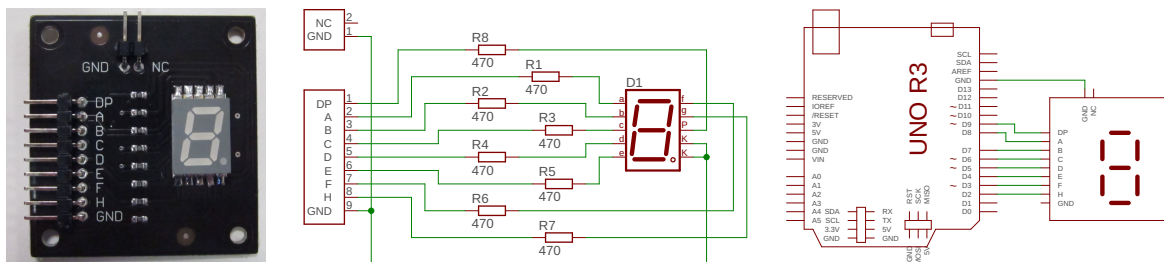 GND NC
DP
A
B
C
D
E
F
H
GND
NC 2
GND 1
DP 1
A 2
B 3
C 4
D 5
E 6
F 7
H 8
GND 9
R8
470
R1
470
R2
470
R3
470
R4
470
R5
470
R6
470
R7
470
D1
a f
b g
c P
d K
e K
UNO R3
RESERVED
IOREF
/RESET
3V
5V
GND
GND
VIN
A0
A1
A2
A3
A4 SDA
A5 SCL
3.3V
GND
RX
TX
5V
GND
RST
SCK
MISO
GND
MOSI
5V
SCL
SDA
AREF
GND
D13
D12
~ D11
~ D10
~ D9
D8
D7
~ D6
~ D5
D4
~ D3
D2
D1
D0
GND
NC
DP
A
B
C
D
E
F
H
GND